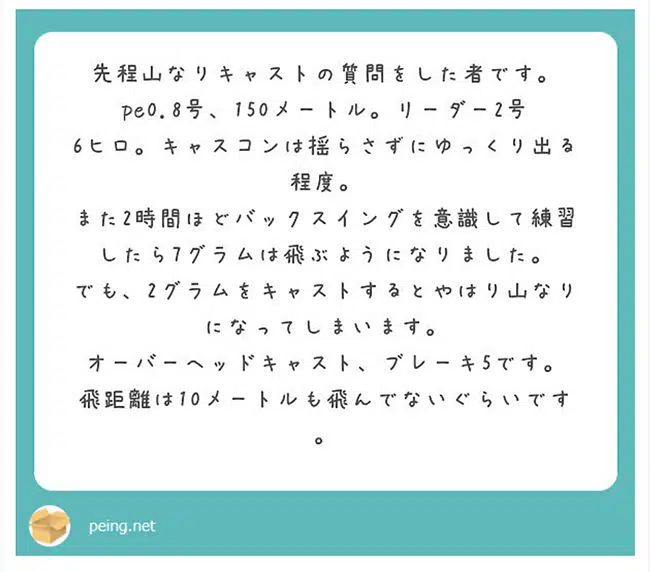 先程山なりキャストの質問をした者です。
pe0.8号、150メートル。リーダー2号
6ヒロ。キャスコンは揺らさずにゆっくり出る
程度。
また2時間ほどバックスイングを意識して練習
したら7グラムは飛ぶようになりました。
でも、2グラムをキャストするとやはり山なり
になってしまいます。
オーバーヘッドキャスト、ブレーキ5です。
飛距離は10メートルも飛んでないぐらいです
。
peing.net